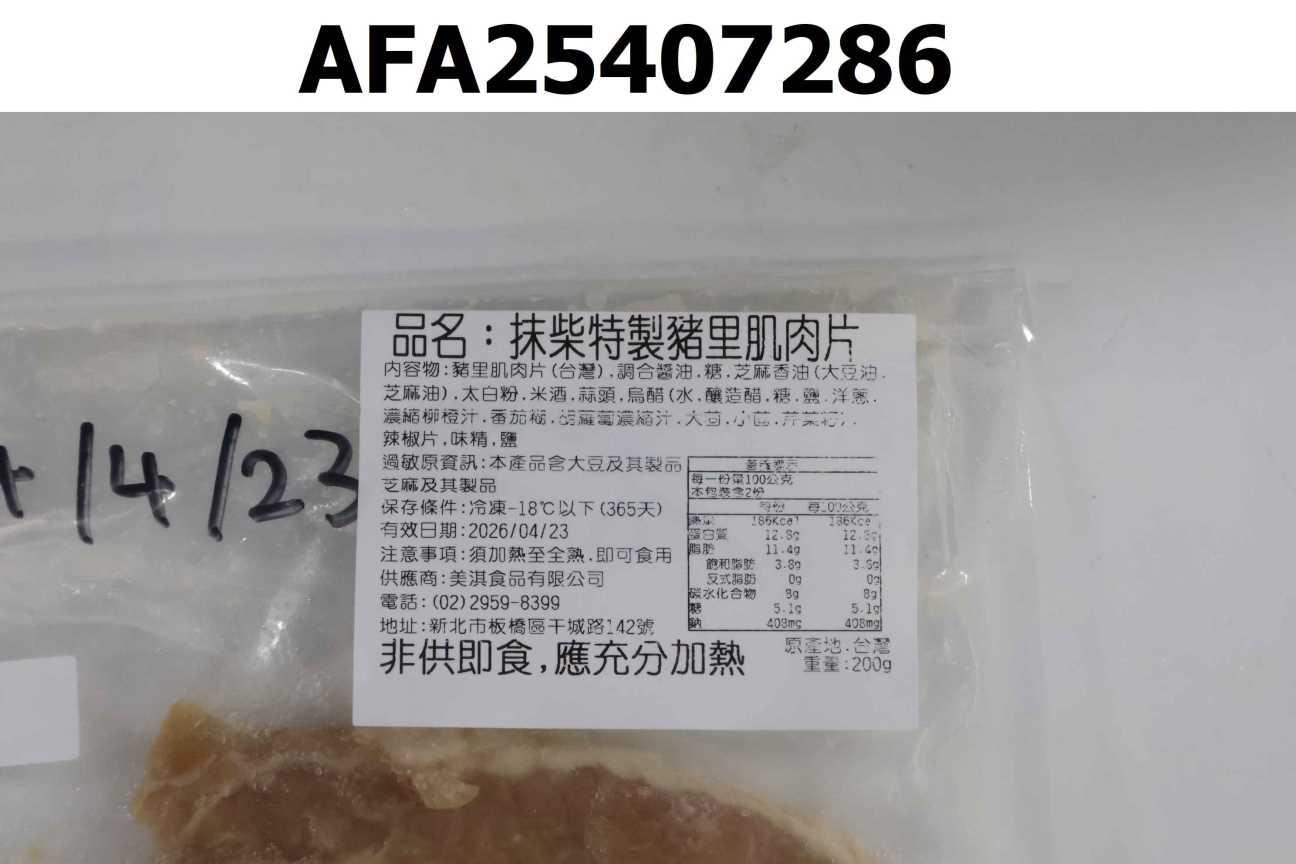 AFA25407286
/4/23
品名：抹柴特製豬里肌肉片
內容物:豬里肌肉片(台灣).調合醬油.糖.芝麻香油(大豆油.
芝麻油).太白粉.米酒.蒜頭.烏醋(水.釀造醋.糖.鹽.洋蔥.
濃縮柳橙汁.番茄糊.胡蘿蔔濃縮汁.大茴.小茴.芹菜籽).
辣椒片.味精.鹽
過敏原資訊:本產品含大豆及其製品
芝麻及其製品
保存條件:冷凍-18℃以下(365天)
有效日期:2026/04/23
注意事項:須加熱至全熟.即可食用
供應商:美淇食品有限公司
電話:(02)2959-8399
地址:新北市板橋區干城路142號
非供即食,應充分加熱
營養標示
每一份量100公克
本包裝含2份
每份 每100公克
熱量 186Kcal 186Kcal
蛋白質 12.8g 12.8g
脂肪 11.4g 11.4g
飽和脂肪 3.8g 3.8g
反式脂肪 0g 0g
碳水化合物 8g 8g
糖 5.1g 5.1g
鈉 408mg 408mg
原產地:台灣
重量:200g